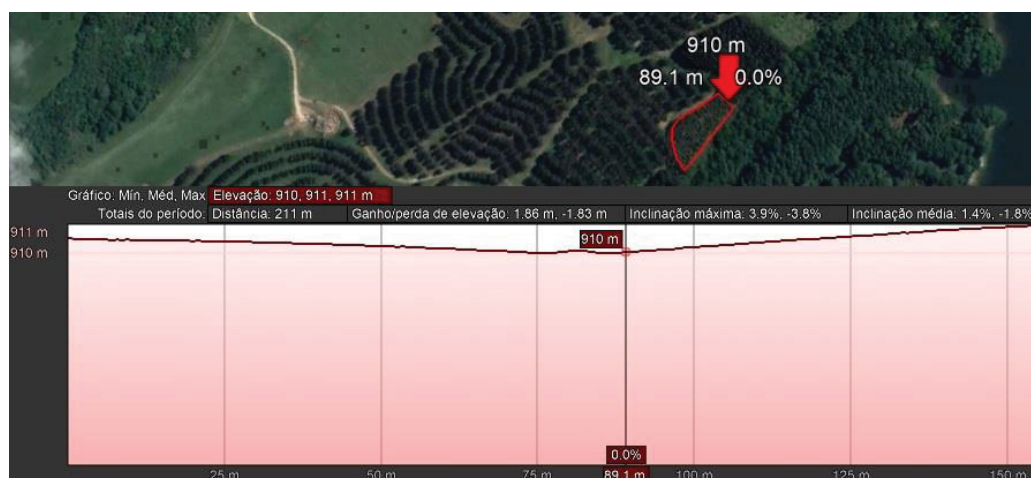 910 m
89.1 m 0.0%
Gráfico: Mín, Méd, Max Elevação: 910, 911, 911 m
Totais do período: Distância: 211 m Ganho/perda de elevação: 1.86 m, -1.83 m Inclinação máxima: 3.9%, -3.8% Inclinação média: 1.4%, -1.8%
911 m
910 m
910 m
0.0%
25 m 50 m 75 m 89.1 m 100 m 125 m 150 m